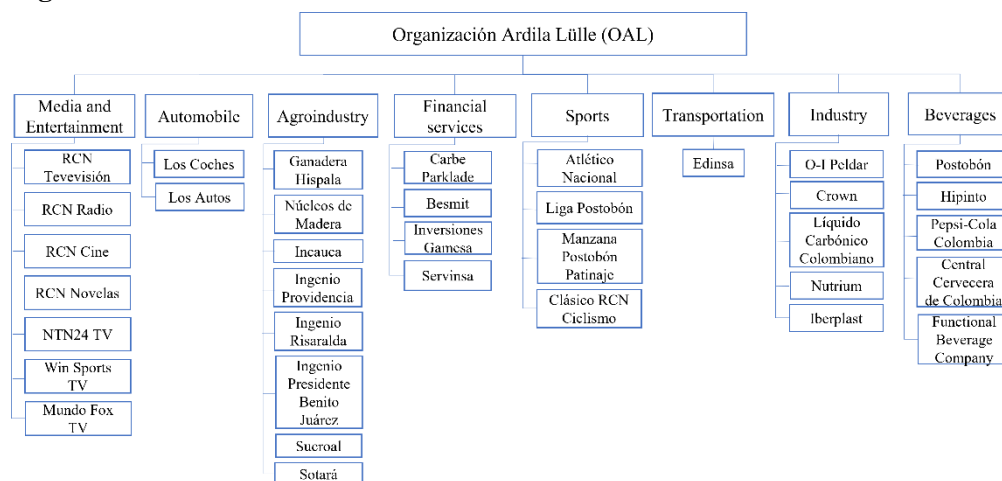 Organización Ardila Lülle (OAL)
Media and
Entertainment
RCN
Tevevisión
RCN Radio
RCN Cine
RCN Novelas
NTN24 TV
Win Sports
TV
Mundo Fox
TV
Automobile
Los Coches
Los Autos
Agroindustry
Ganadera
Hispala
Núcleos de
Madera
Incauca
Ingenio
Providencia
Ingenio
Risaralda
Ingenio
Presidente
Benito
Juárez
Sucroal
Sotará
Financial
services
Carbe
Parklade
Besmit
Inversiones
Gamesa
Servinsa
Sports
Atlético
Nacional
Liga Postobón
Manzana
Postobón
Patinaje
Clásico RCN
Ciclismo
Transportation
Edinsa
Industry
O-I Peldar
Crown
Líquido
Carbónico
Colombiano
Nutrium
Iberplast
Beverages
Postobón
Hipinto
Pepsi-Cola
Colombia
Central
Cervecera
de Colombia
Functional
Beverage
Company